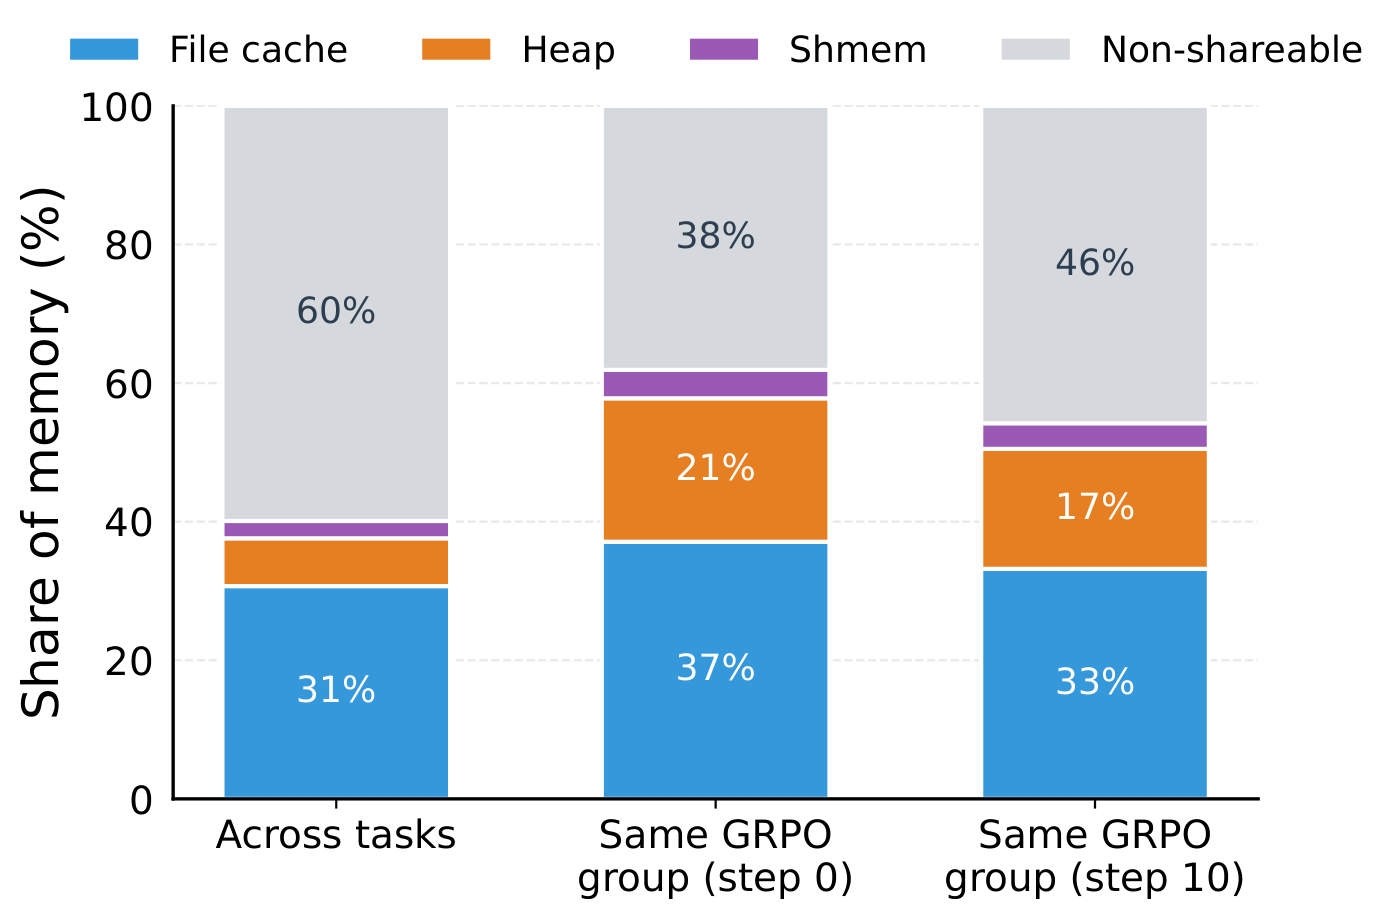 File cache Heap Shmem Non-shareable
Share of memory (%)
100
80
60
40
20
0
60%
31%
38%
21%
37%
46%
17%
33%
Across tasks
Same GRPO
group (step 0)
Same GRPO
group (step 10)